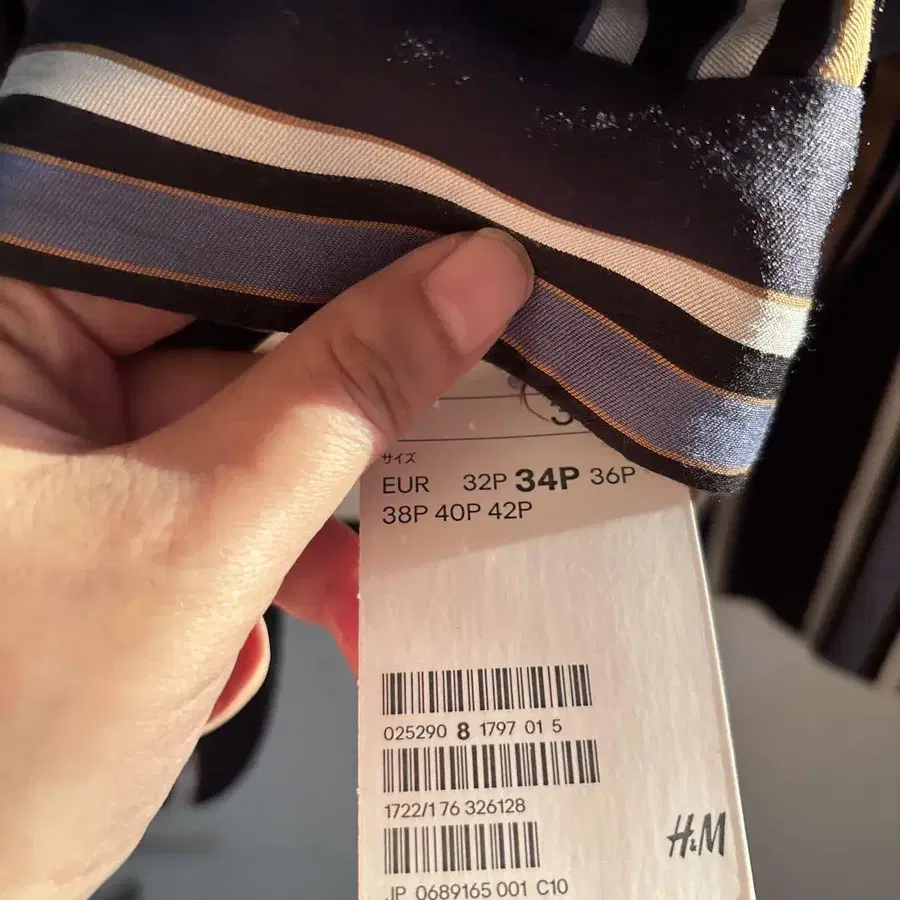 3
サイズ
EUR 32P 34P 36P
38P 40P 42P
025290 8 1797 01 5
1722/1 76 326128
H&M
JP 0689165 001 C10